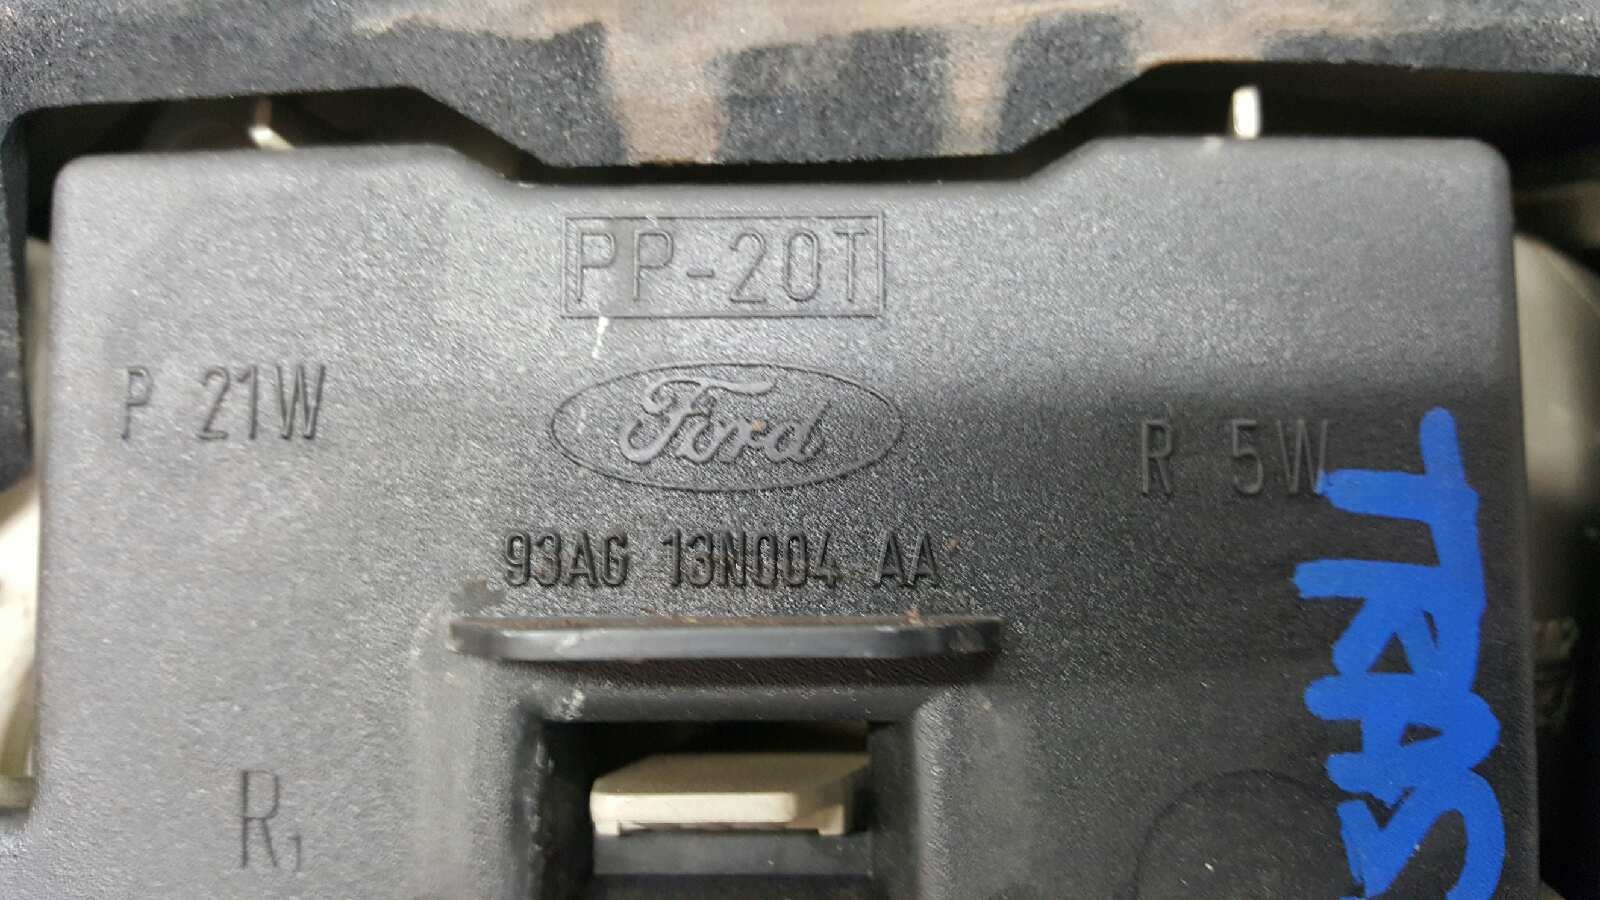 PP-20T
P 21W
Ford
R 5W
93AG 13N004 AA
R1
TRAS